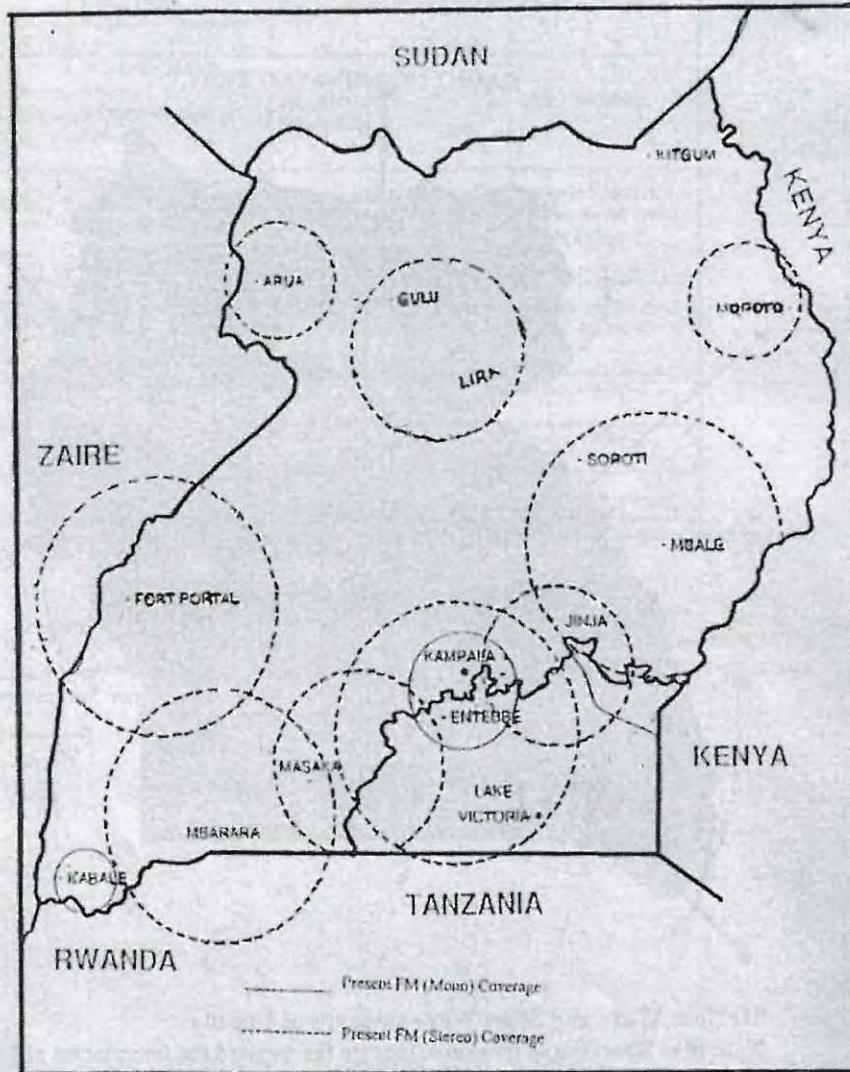 SUDAN
KITGUM
KENYA
ARUA
GULU
MOROTO
LIRA
ZAIRE
SOROTI
MBALE
FORT PORTAL
JINJA
KAMPALA
ENTEBBE
KENYA
MASAKA
LAKE
VICTORIA
MBARARA
KABALE
TANZANIA
RWANDA
Present FM (Mono) Coverage
Present FM (Stereo) Coverage